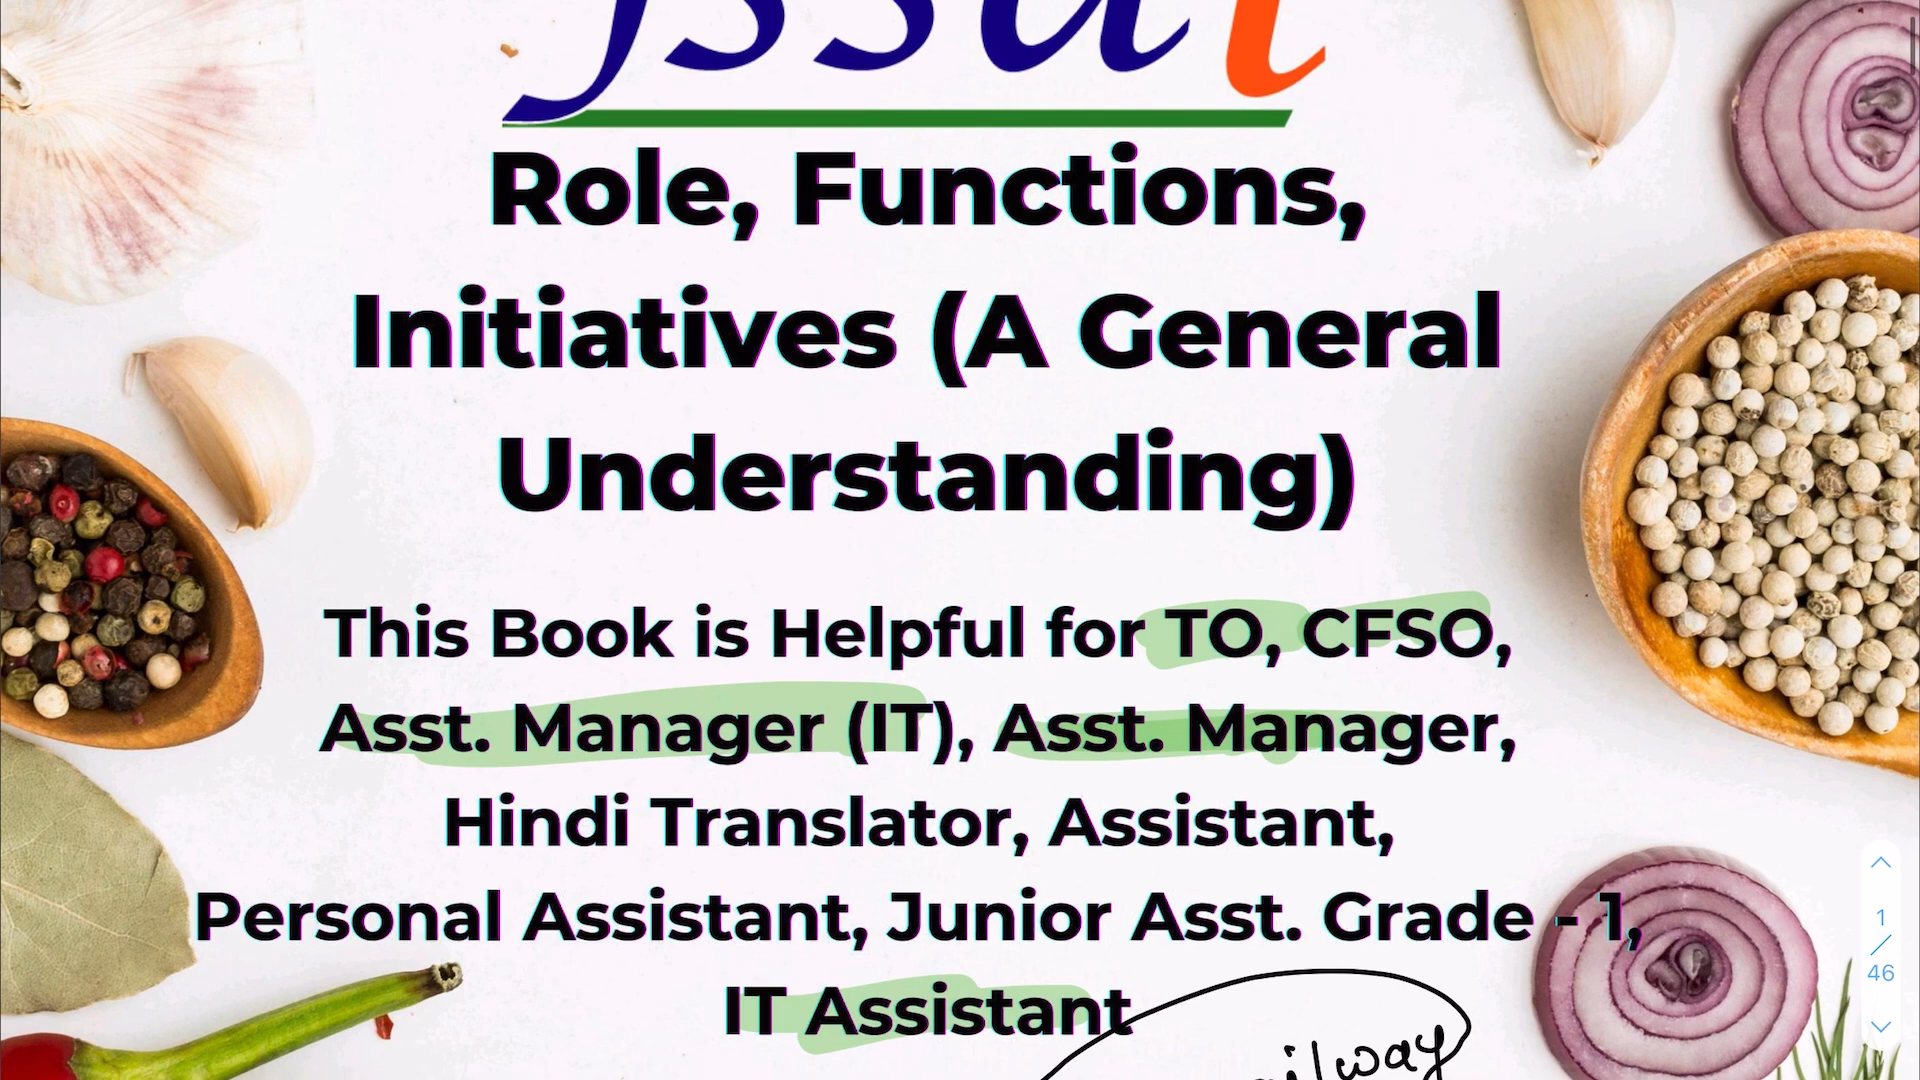 fssai
Role, Functions,
Initiatives (A General
Understanding)
This Book is Helpful for TO, CFSO,
Asst. Manager (IT), Asst. Manager,
Hindi Translator, Assistant,
Personal Assistant, Junior Asst. Grade - 1,
IT Assistant
1
/
46